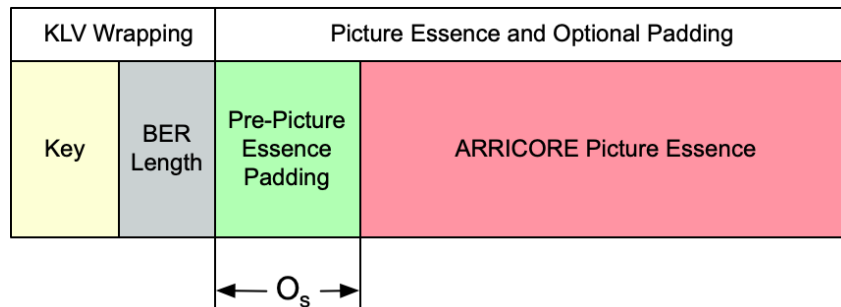 KLV Wrapping
Picture Essence and Optional Padding
Key
BER
Length
Pre-Picture
Essence
Padding
ARRICORE Picture Essence
Os